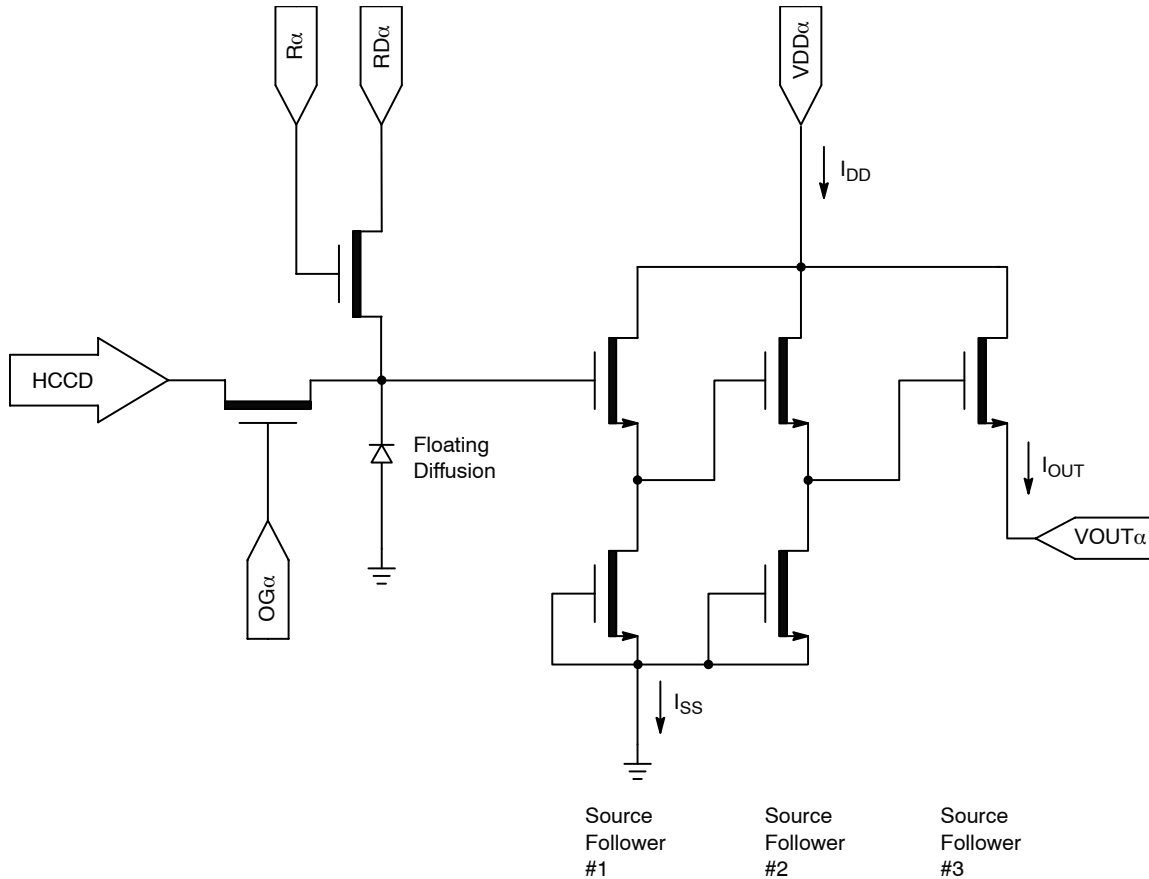 Rα
RDα
VDDα
IDD
HCCD
Floating
Diffusion
IOUT
VOUTα
OGα
ISS
Source
Follower
#1
Source
Follower
#2
Source
Follower
#3